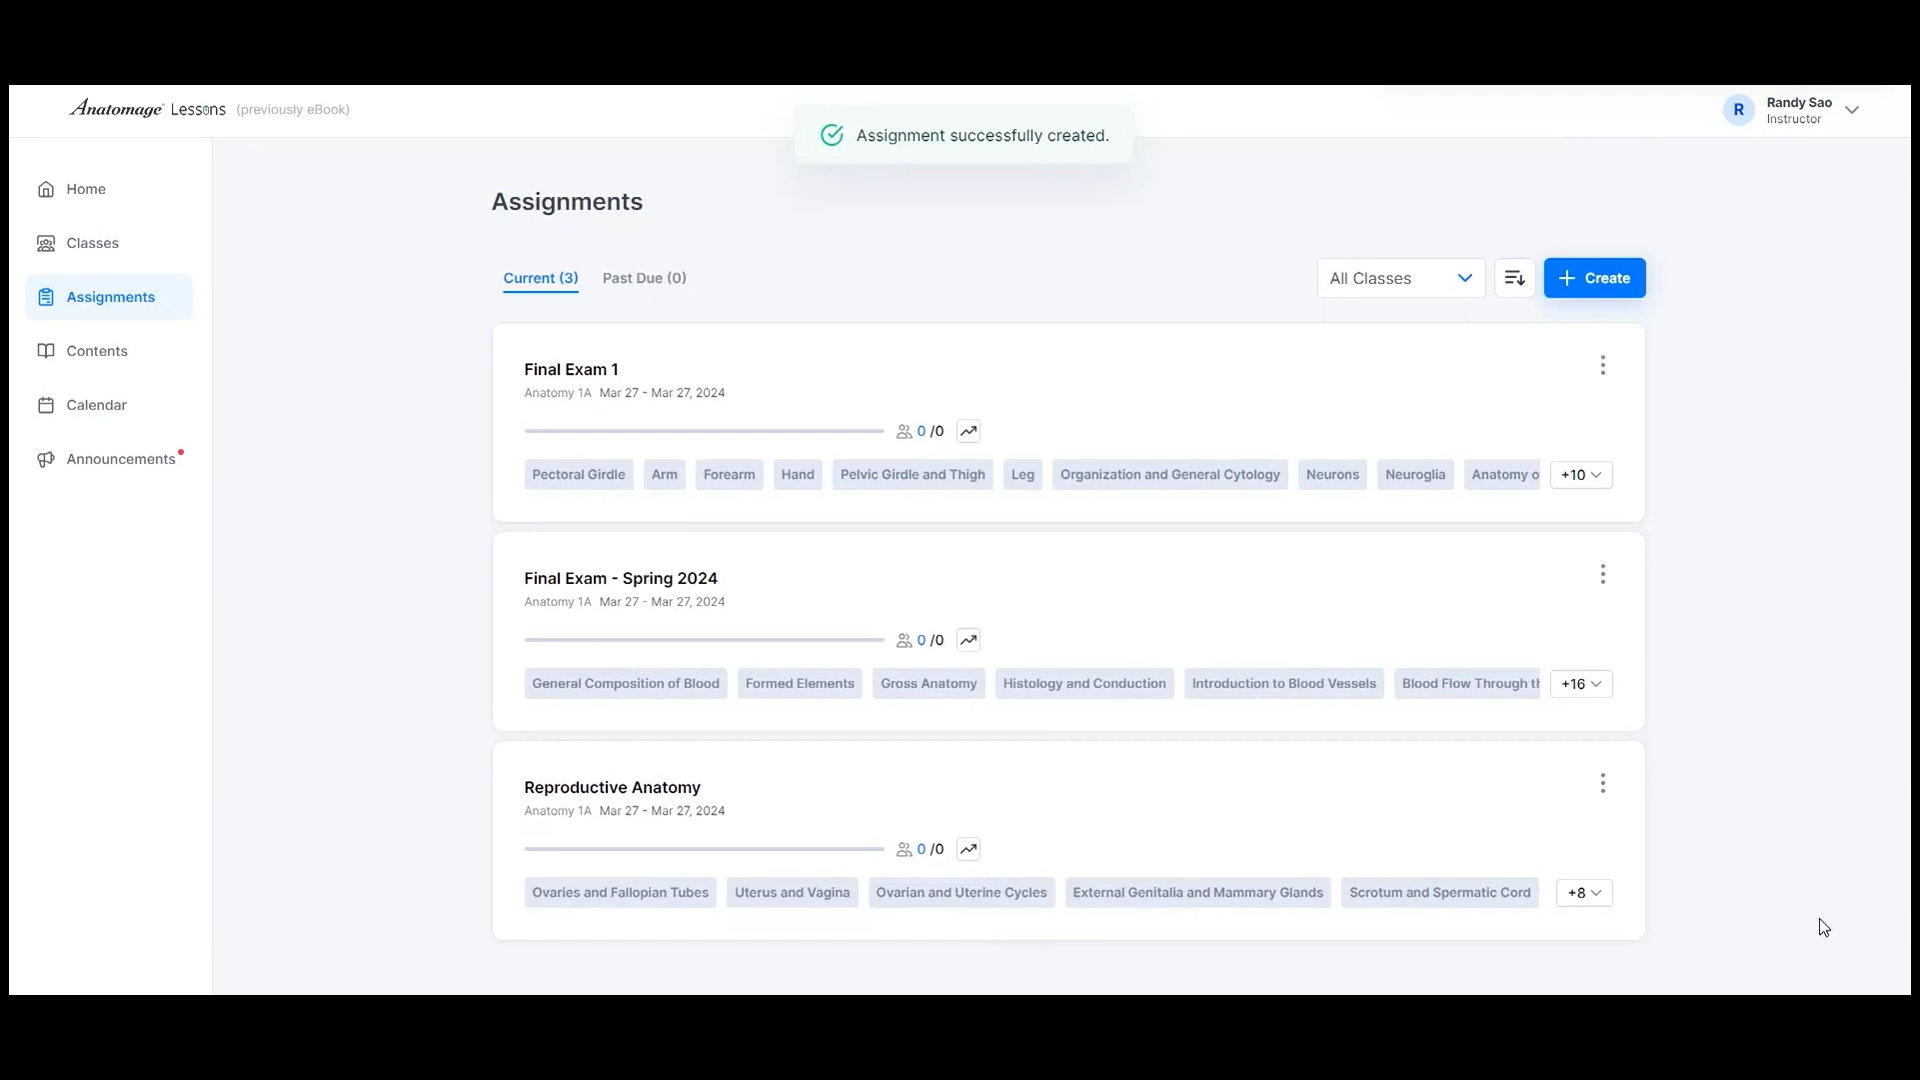 Anatomage Lessons (previously eBook)
Assignment successfully created.
R
Randy Sao
Instructor
Home
Classes
Assignments
Contents
Calendar
Announcements
Assignments
Current (3) Past Due (0)
All Classes
Create
Final Exam 1
Anatomy 1A Mar 27 - Mar 27, 2024
0 /0
Pectoral Girdle Arm Forearm Hand Pelvic Girdle and Thigh Leg Organization and General Cytology Neurons Neuroglia Anatomy o +10
Final Exam - Spring 2024
Anatomy 1A Mar 27 - Mar 27, 2024
0 /0
General Composition of Blood Formed Elements Gross Anatomy Histology and Conduction Introduction to Blood Vessels Blood Flow Through +16
Reproductive Anatomy
Anatomy 1A Mar 27 - Mar 27, 2024
0 /0
Ovaries and Fallopian Tubes Uterus and Vagina Ovarian and Uterine Cycles External Genitalia and Mammary Glands Scrotum and Spermatic Cord +8